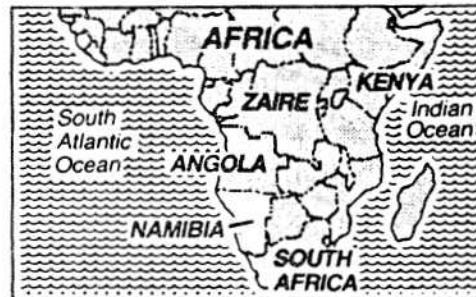 AFRICA
KENYA
ZAIRE
Indian
Ocean
South
Atlantic
Ocean
ANGOLA
NAMIBIA
SOUTH
AFRICA